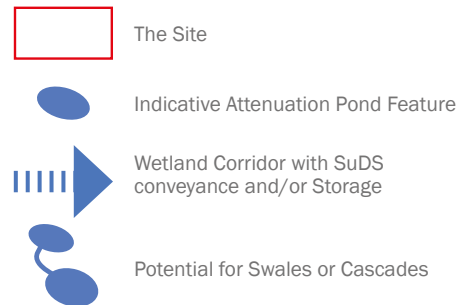 The Site
Indicative Attenuation Pond Feature
Wetland Corridor with SuDS
conveyance and/or Storage
Potential for Swales or Cascades